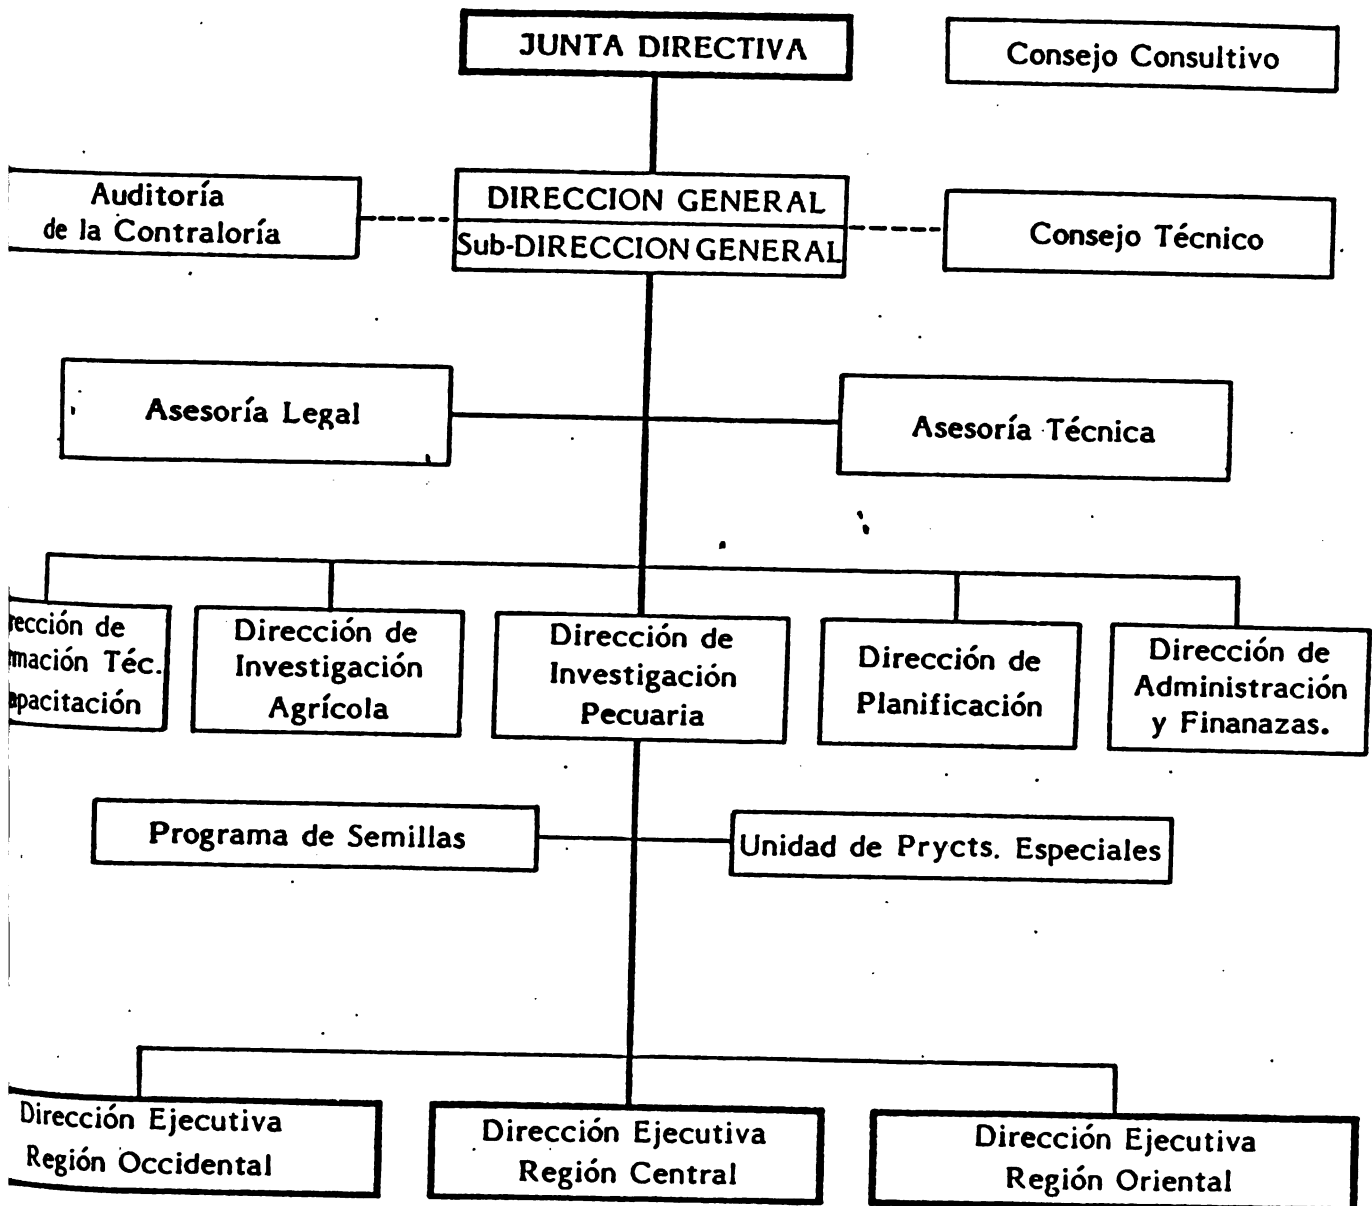 JUNTA DIRECTIVA
Consejo Consultivo
Auditoría
de la Contraloría
DIRECCION GENERAL
Sub-DIRECCION GENERAL
Consejo Técnico
Asesoría Legal
Asesoría Técnica
de
Téc.
Dirección de
Investigación
Agrícola
Dirección de
Investigación
Pecuaria
Dirección de
Planificación
Dirección de
Administración
y Finanazas.
Programa de Semillas
Unidad de Prycts. Especiales
Dirección Ejecutiva
Región Occidental
Dirección Ejecutiva
Región Central
Dirección Ejecutiva
Región Oriental